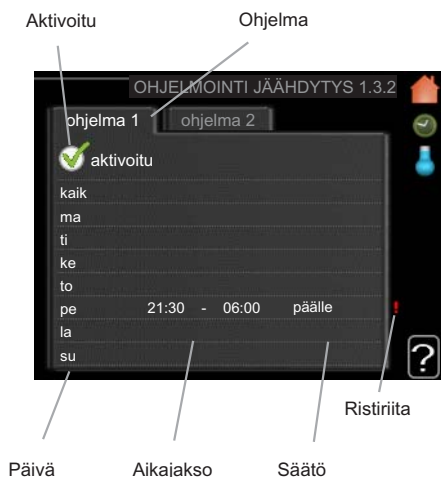 Aktivoitu Ohjelma
OHJELMOINTI JÄÄHDYTYS 1.3.2
ohjelma 1 ohjelma 2
aktivoitu
kaik
ma
ti
ke
to
pe 21:30 - 06:00 päälle !
la
su ?
Ristiriita
Päivä Aikajakso Säätö